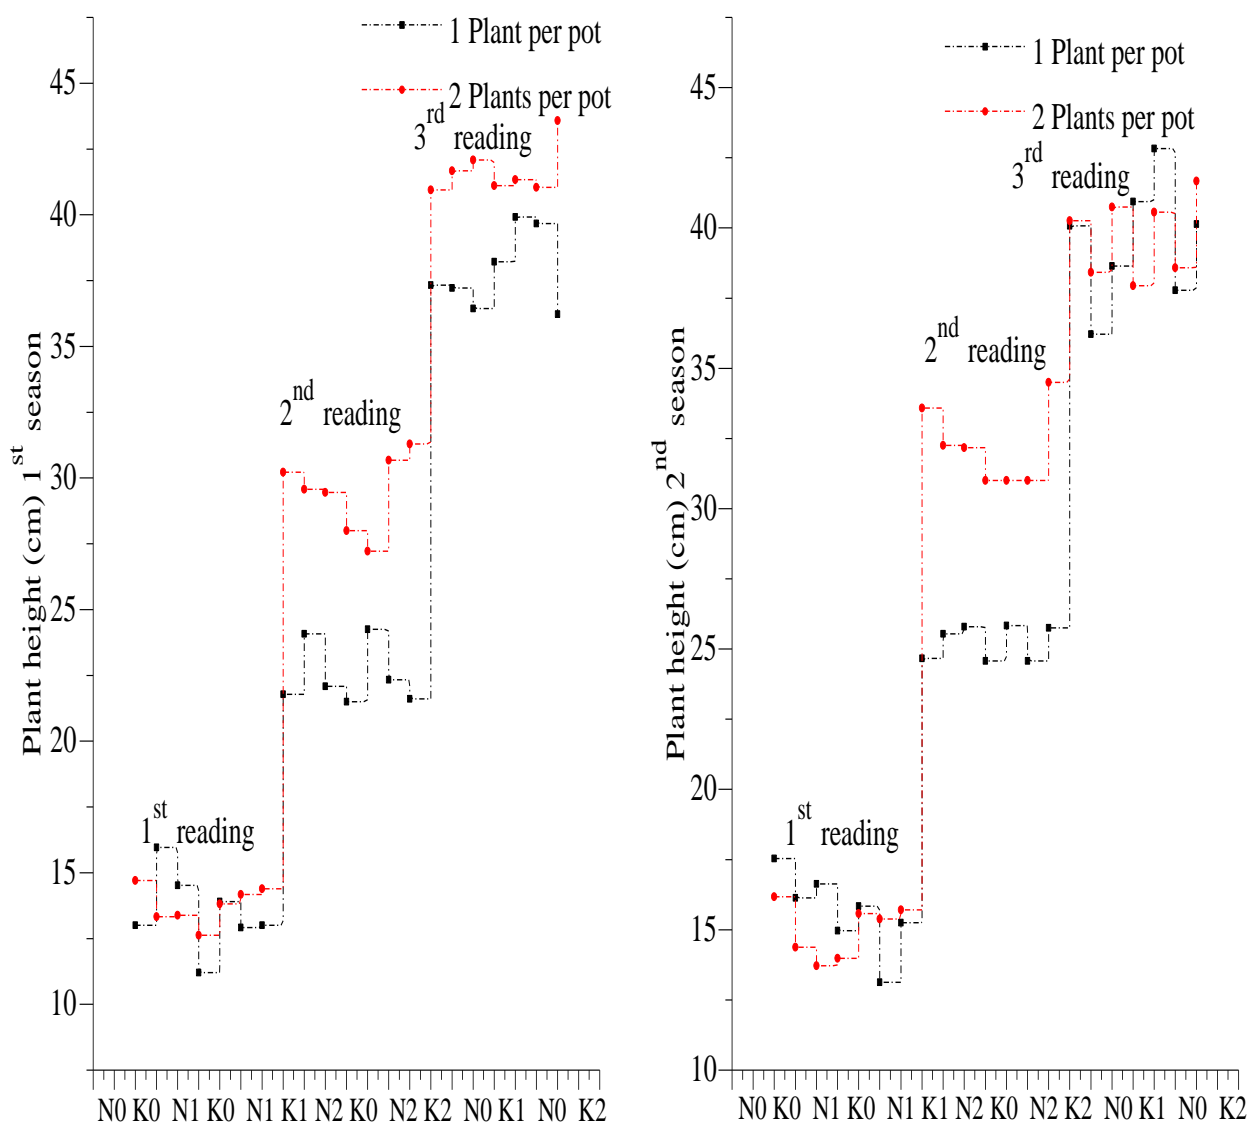 1 Plant per pot
2 Plants per pot
3rd reading
2nd reading
1st reading
Plant height (cm) 1st season
45
40
35
30
25
20
15
10
N0 K0 N1 K0 N1 K1 N2 K0 N2 K2 N0 K1 N0 K2
1 Plant per pot
2 Plants per pot
3rd reading
2nd reading
1st reading
Plant height (cm) 2nd season
45
40
35
30
25
20
15
10
N0 K0 N1 K0 N1 K1 N2 K0 N2 K2 N0 K1 N0 K2